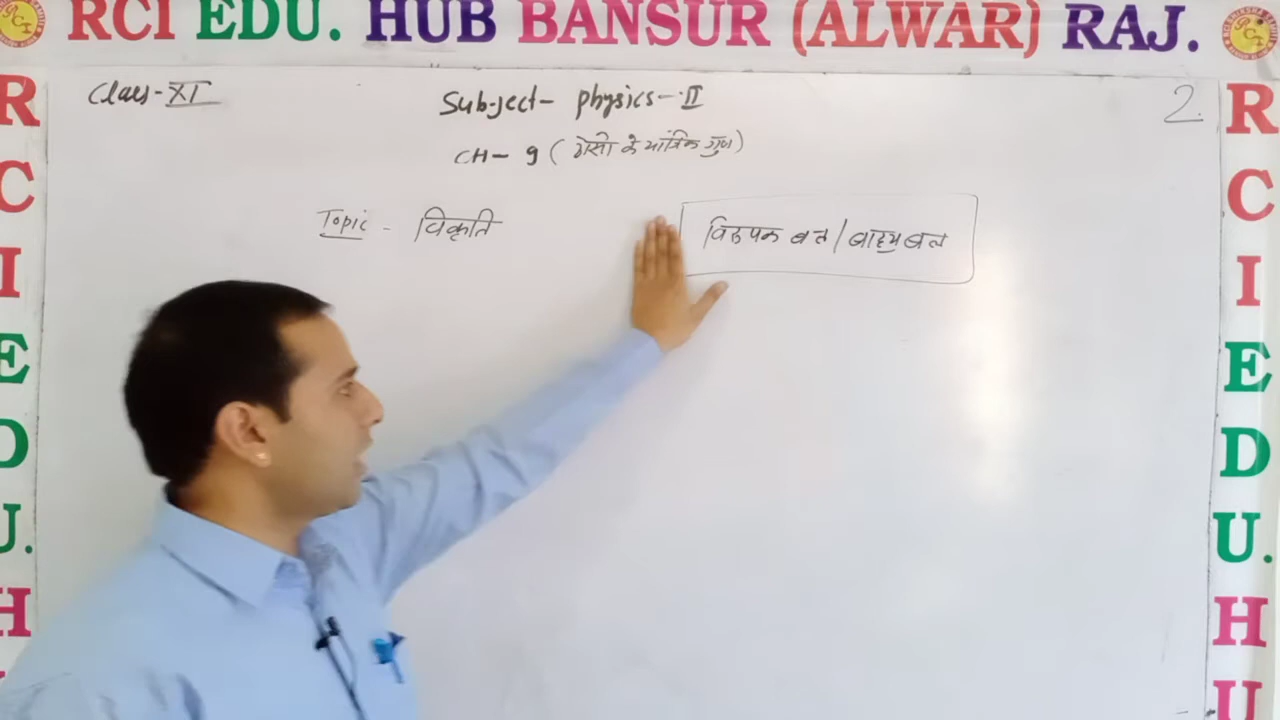 RCI EDU. HUB BANSUR (ALWAR) RAJ.
Class-XI
Subject- physics-II
2.
CH- 9 (ठोसो के यांत्रिक गुण)
Topic - विकृति
विरूपक बल/बाह्यबल
R
C
I
E
D
U.
H
R
C
I
E
D
U.
H
U